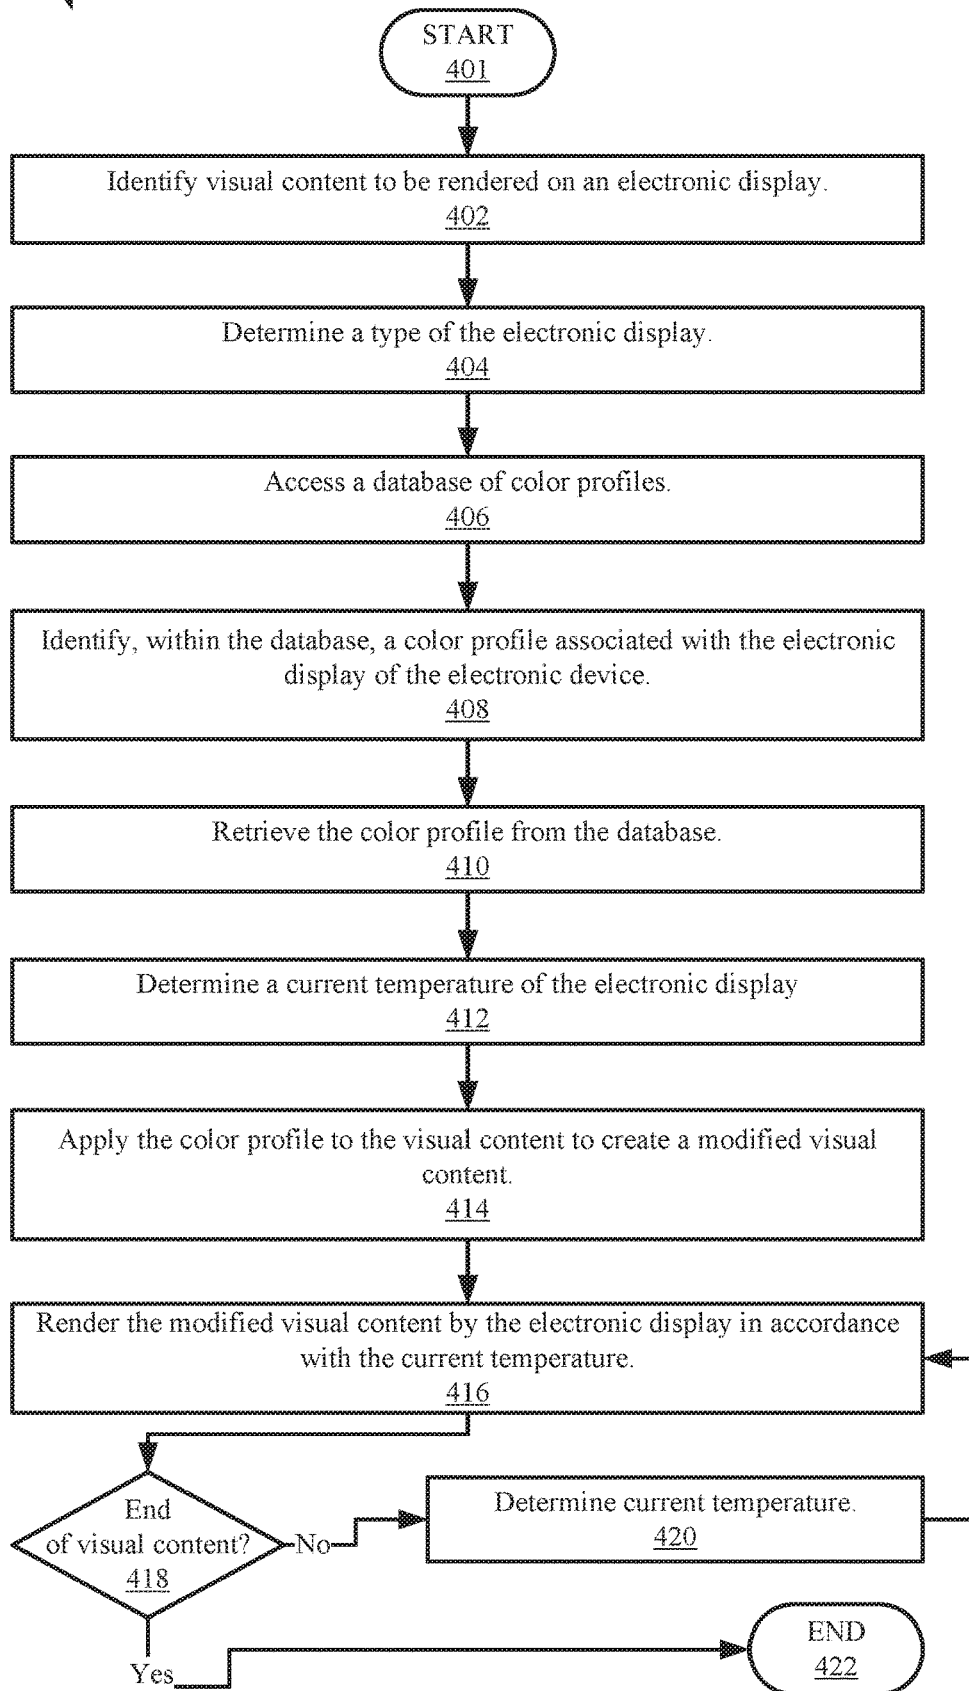 START
401
Identify visual content to be rendered on an electronic display.
402
Determine a type of the electronic display.
404
Access a database of color profiles.
406
Identify, within the database, a color profile associated with the electronic
display of the electronic device.
408
Retrieve the color profile from the database.
410
Determine a current temperature of the electronic display
412
Apply the color profile to the visual content to create a modified visual
content.
414
Render the modified visual content by the electronic display in accordance
with the current temperature.
416
End
of visual content?
418
No
Determine current temperature.
420
Yes
END
422